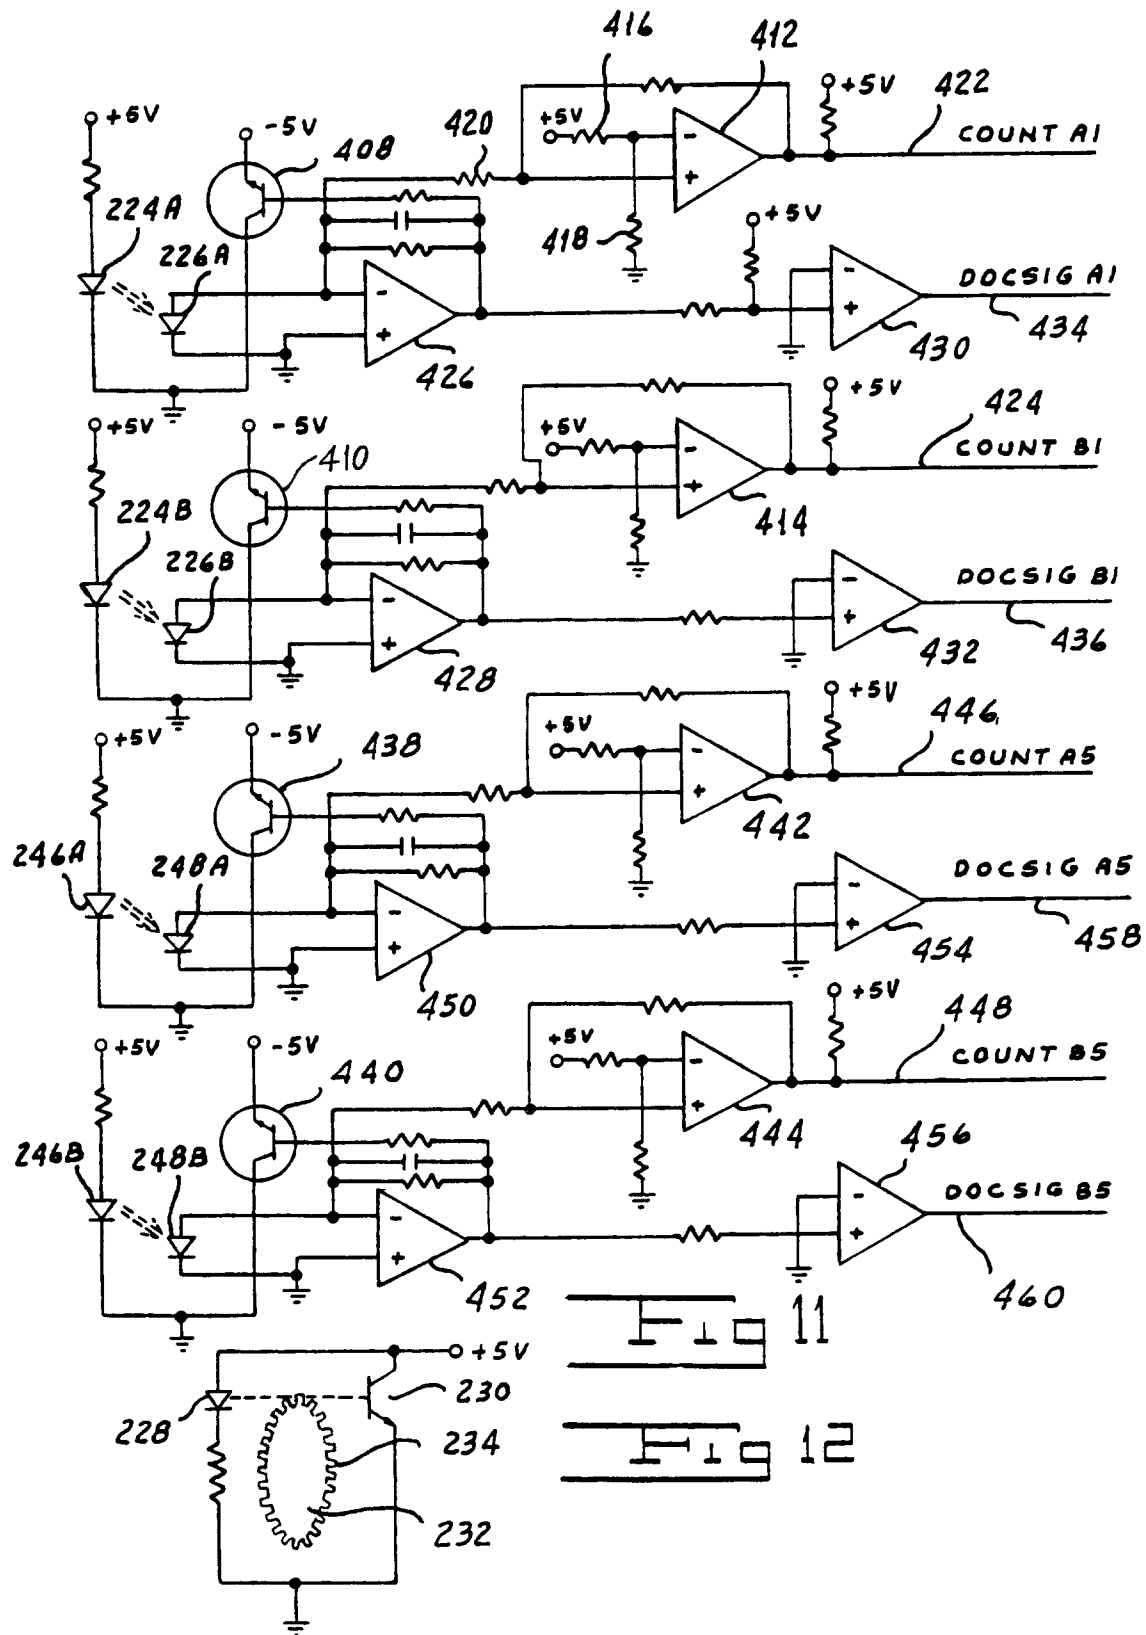 416
412
+5V
+5V
-5V
408
420
+5V
422
COUNT A1
224A
226A
418
+5V
-
+
DOCSIG A1
434
430
-
+
426
-
+
+5V
-5V
410
+5V
+5V
424
COUNT B1
-
+
414
224B
226B
DOCSIG B1
436
432
-
+
428
-
+
+5V
-5V
438
+5V
+5V
446
COUNT A5
-
+
442
246A
248A
DOCSIG A5
458
454
-
+
450
-
+
+5V
-5V
440
+5V
+5V
448
COUNT B5
-
+
444
246B
248B
456
DOCSIG B5
460
-
+
452
-
+
Fig 11
+5V
228
230
234
232
Fig 12